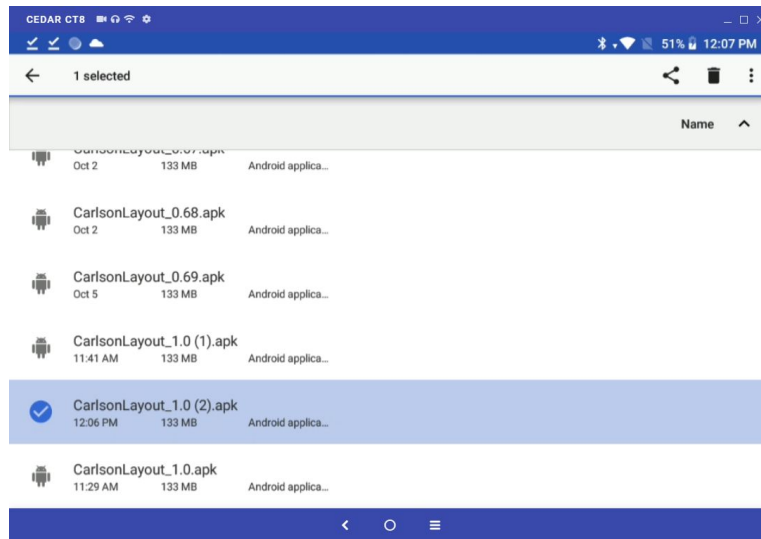 CEDAR CT8
51% 12:07 PM
1 selected
Name
CarlsonLayout_0.67.apk
Oct 2 133 MB Android applica...
CarlsonLayout_0.68.apk
Oct 2 133 MB Android applica...
CarlsonLayout_0.69.apk
Oct 5 133 MB Android applica...
CarlsonLayout_1.0 (1).apk
11:41 AM 133 MB Android applica...
CarlsonLayout_1.0 (2).apk
12:06 PM 133 MB Android applica...
CarlsonLayout_1.0.apk
11:29 AM 133 MB Android applica...